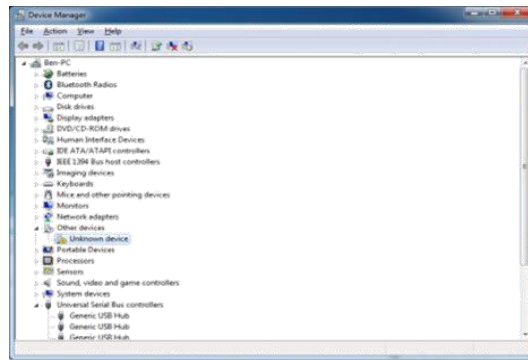 Device Manager
File Action View Help
Ben-PC
Batteries
Bluetooth Radios
Computer
Disk drives
Display adapters
DVD/CD-ROM drives
Human Interface Devices
IDE ATA/ATAPI controllers
IEEE 1394 Bus host controllers
Imaging devices
Keyboards
Mice and other pointing devices
Monitors
Network adapters
Other devices
Unknown device
Portable Devices
Processors
Sensors
Sound, video and game controllers
System devices
Universal Serial Bus controllers
Generic USB Hub
Generic USB Hub
Generic USB Hub